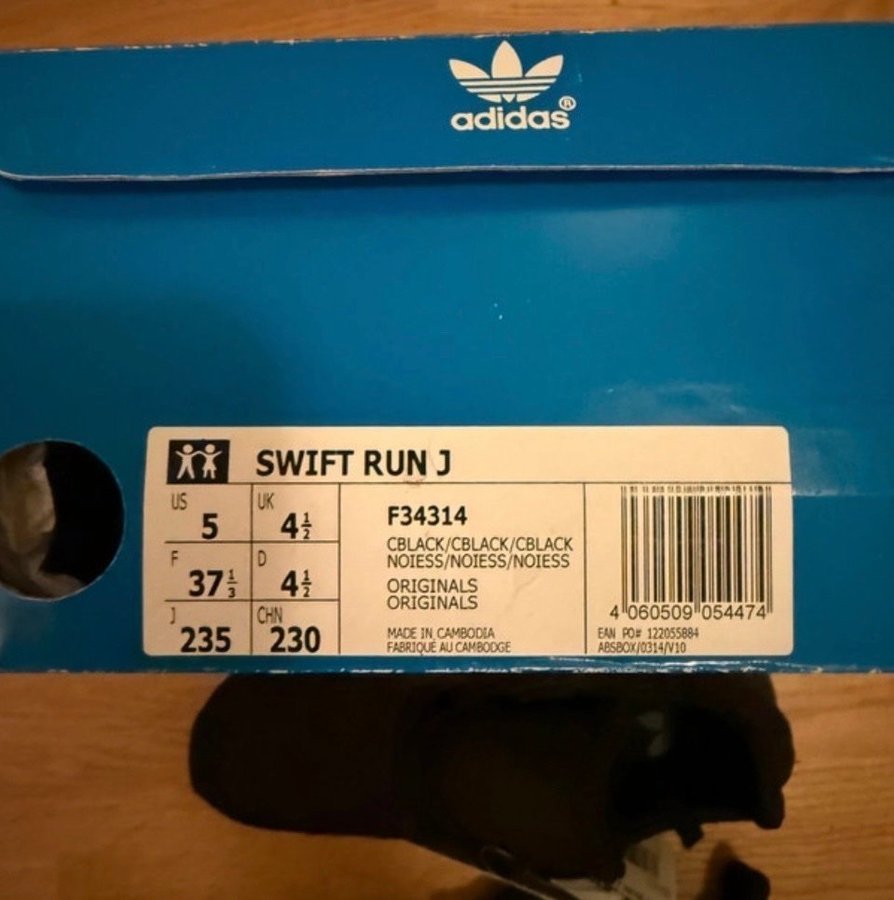 adidas®
SWIFT RUN J
US 5 UK 4½
F 37⅓ D 4½
J 235 CHN 230
F34314
CBLACK/CBLACK/CBLACK
NOIESS/NOIESS/NOIESS
ORIGINALS
ORIGINALS
MADE IN CAMBODIA
FABRIQUÉ AU CAMBODGE
4 060509 054474
EAN PO# 122055884
ABSBOX/0314/V10